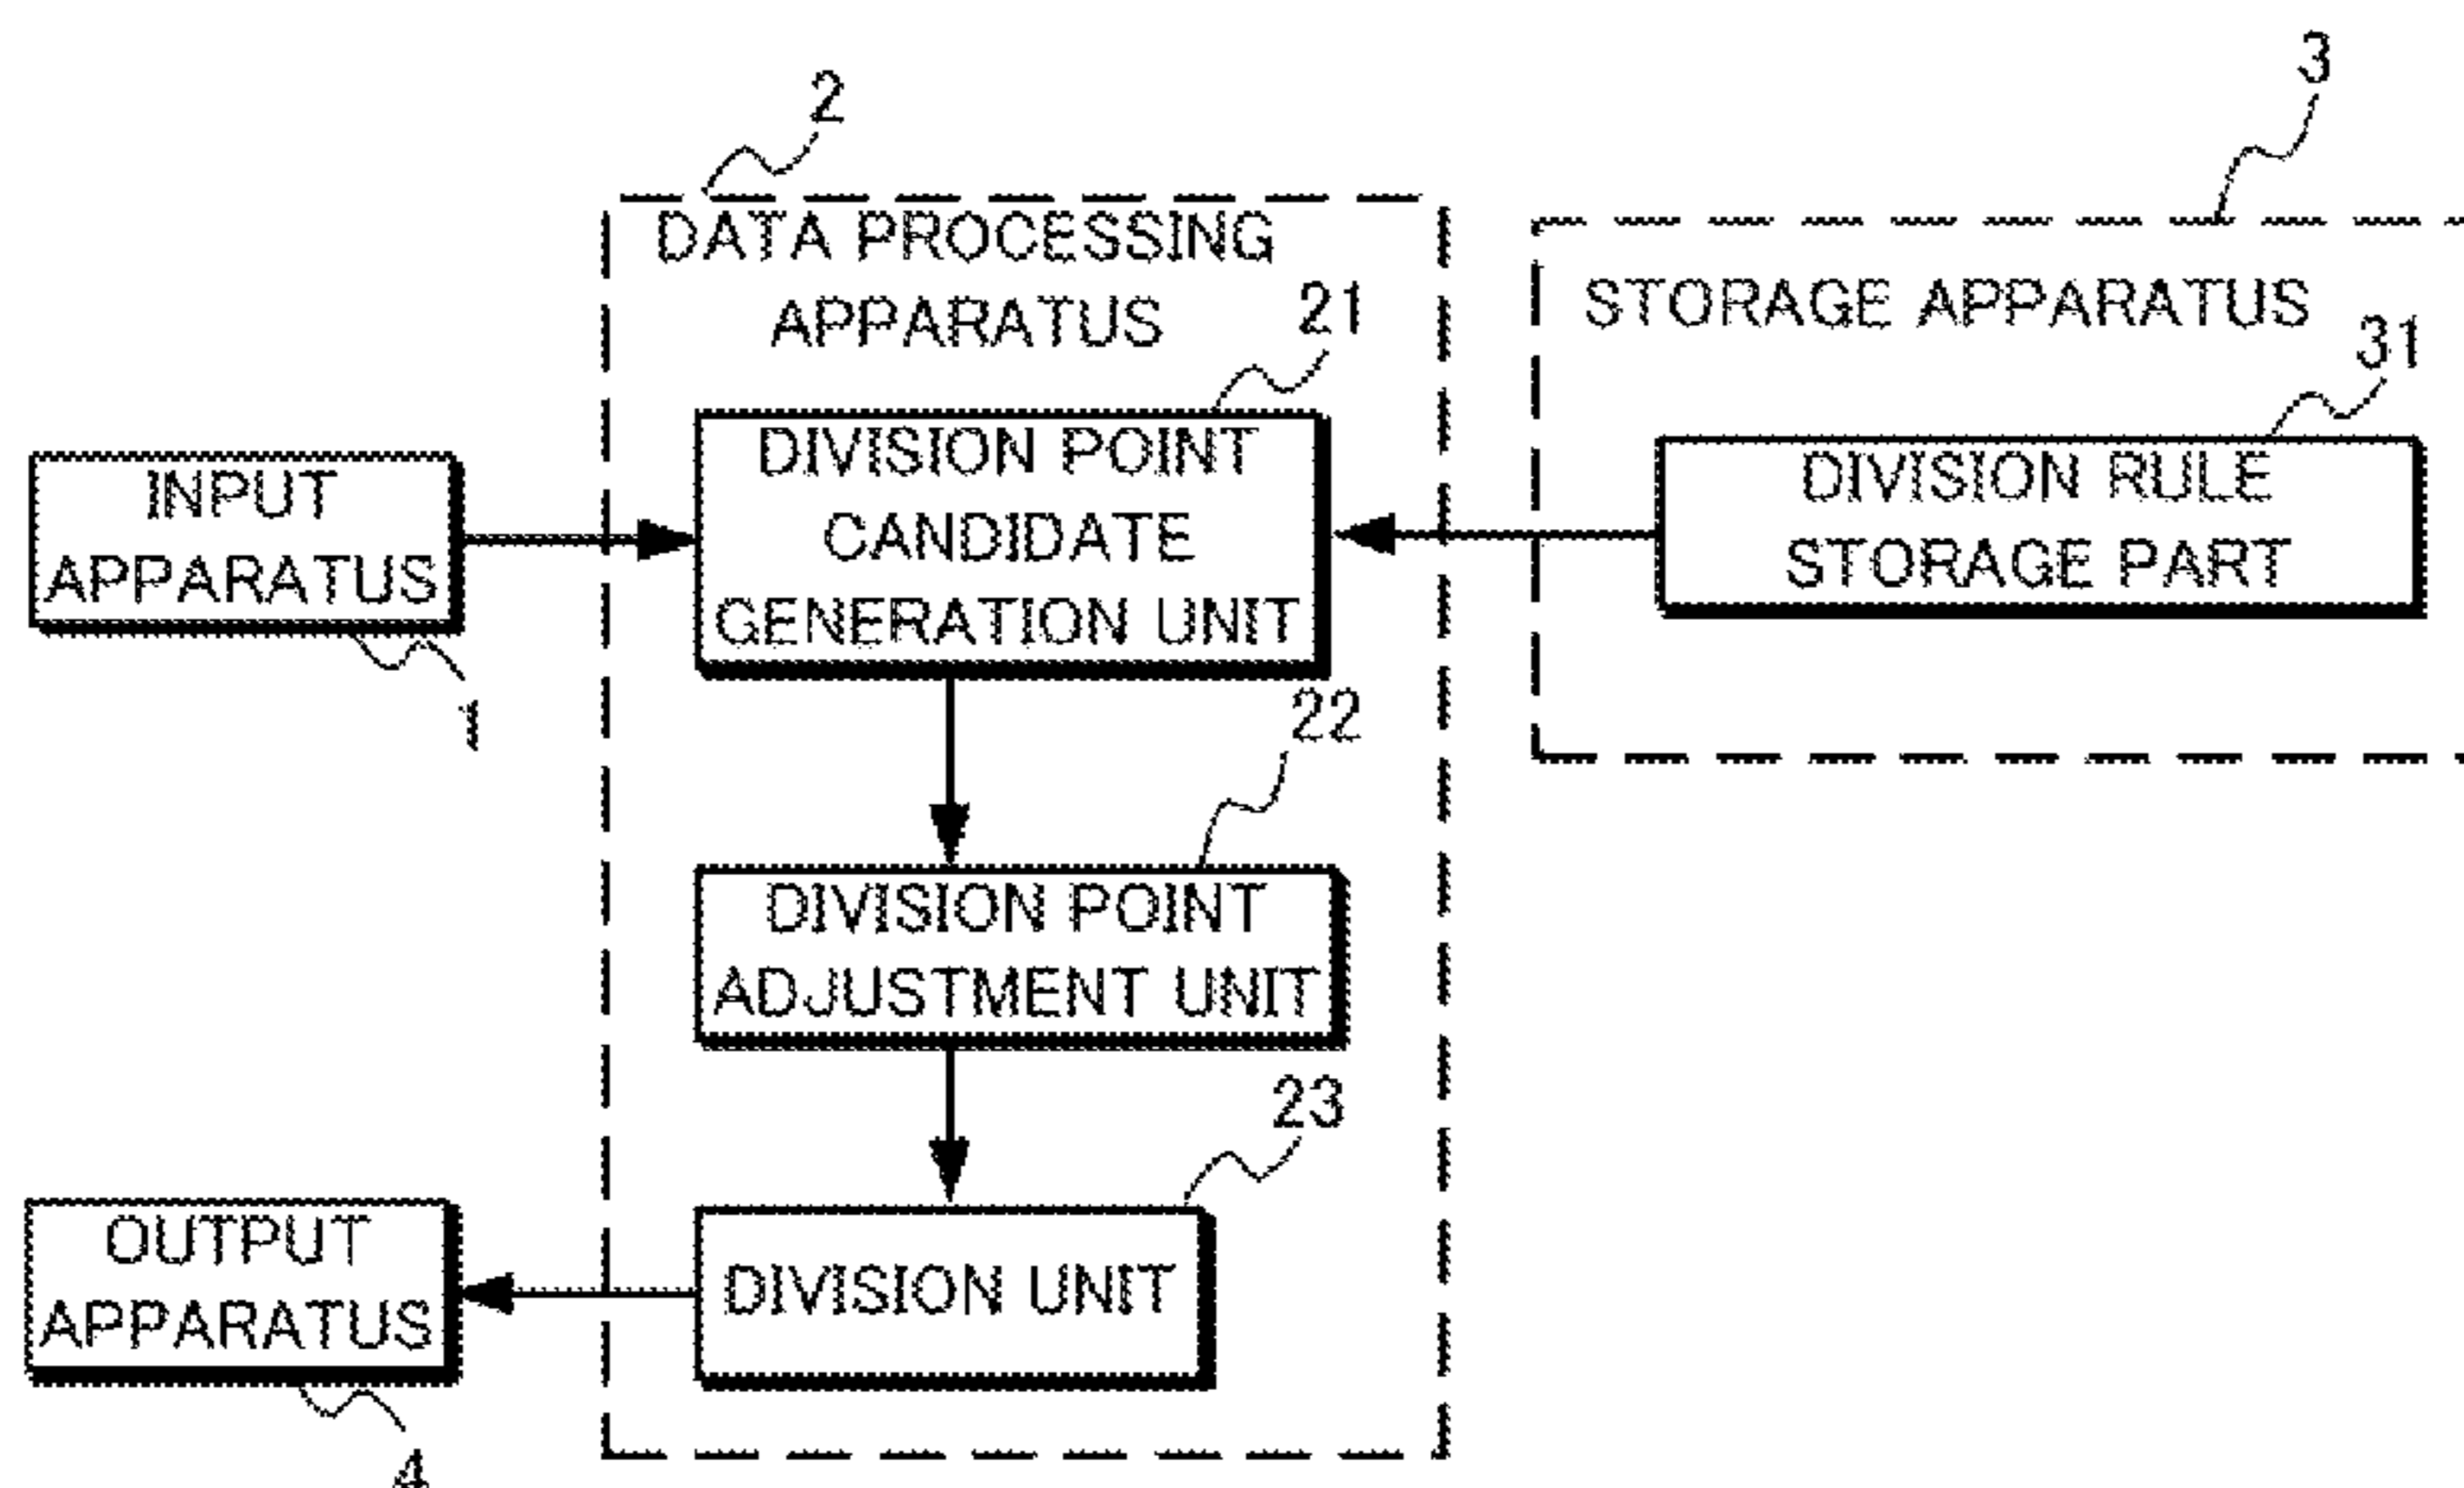 2
3
DATA PROCESSING
APPARATUS
21
STORAGE APPARATUS
31
INPUT
APPARATUS
1
DIVISION POINT
CANDIDATE
GENERATION UNIT
DIVISION RULE
STORAGE PART
22
DIVISION POINT
ADJUSTMENT UNIT
23
OUTPUT
APPARATUS
4
DIVISION UNIT